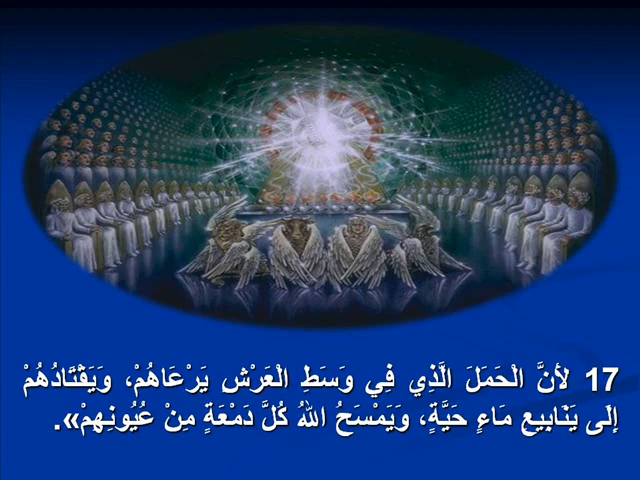 17 لأَنَّ الْحَمَلَ الَّذِي فِي وَسَطِ الْعَرْشِ يَرْعَاهُمْ، وَيَقْتَادُهُمْ
إِلَى يَنَابِيعِ مَاءٍ حَيَّةٍ، وَيَمْسَحُ اللهُ كُلَّ دَمْعَةٍ مِنْ عُيُونِهِمْ».